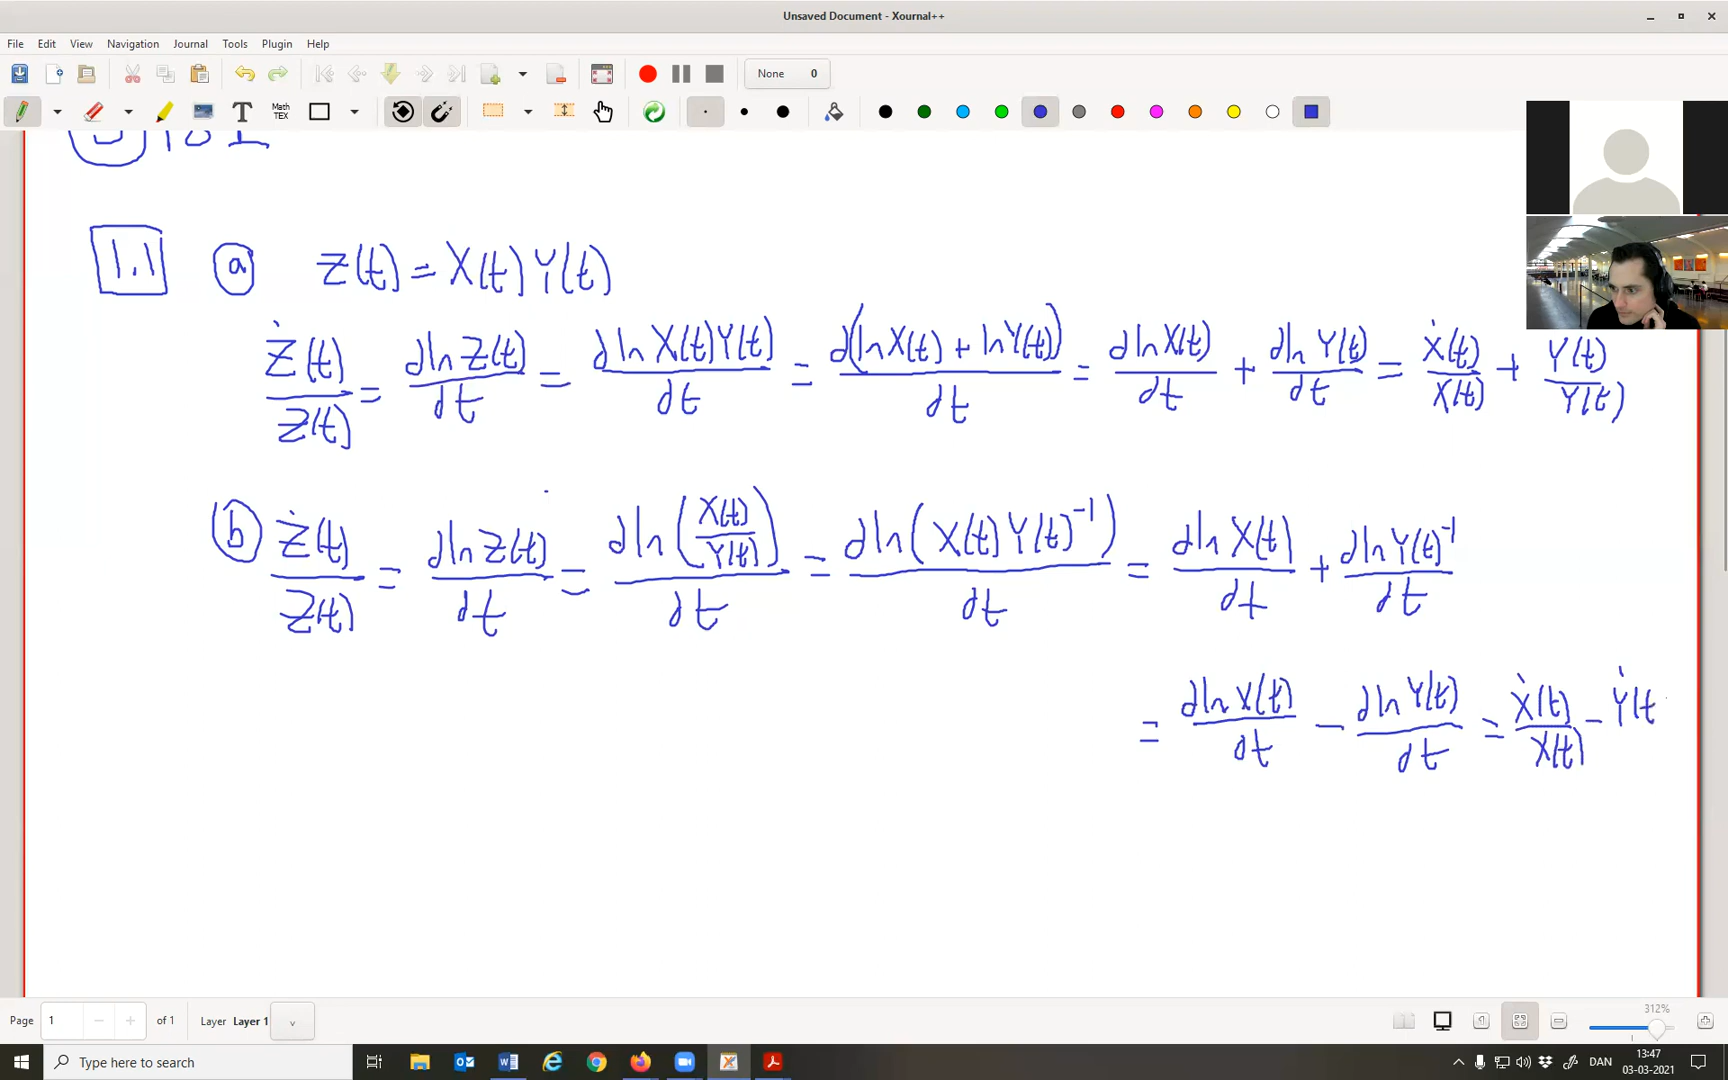 Unsaved Document - Xournal++
File Edit View Navigation Journal Tools Plugin Help
None 0
T Math TEX
1.1 (a) Z(t) = X(t) Y(t)
Ż(t)/Z(t) = d ln Z(t)/dt = d ln X(t)Y(t)/dt = d(ln X(t) + ln Y(t))/dt = d ln X(t)/dt + d ln Y(t)/dt = Ẋ(t)/X(t) + Y(t)/Y(t)
(b) Ż(t)/Z(t) = d ln Z(t)/dt = d ln (X(t)/Y(t))/dt = d ln (X(t) Y(t)⁻¹)/dt = d ln X(t)/dt + d ln Y(t)⁻¹/dt
= d ln X(t)/dt − d ln Y(t)/dt = Ẋ(t)/X(t) − Ẏ(t
312%
Page 1 of 1 Layer Layer 1
Type here to search
DAN 13:47
03-03-2021